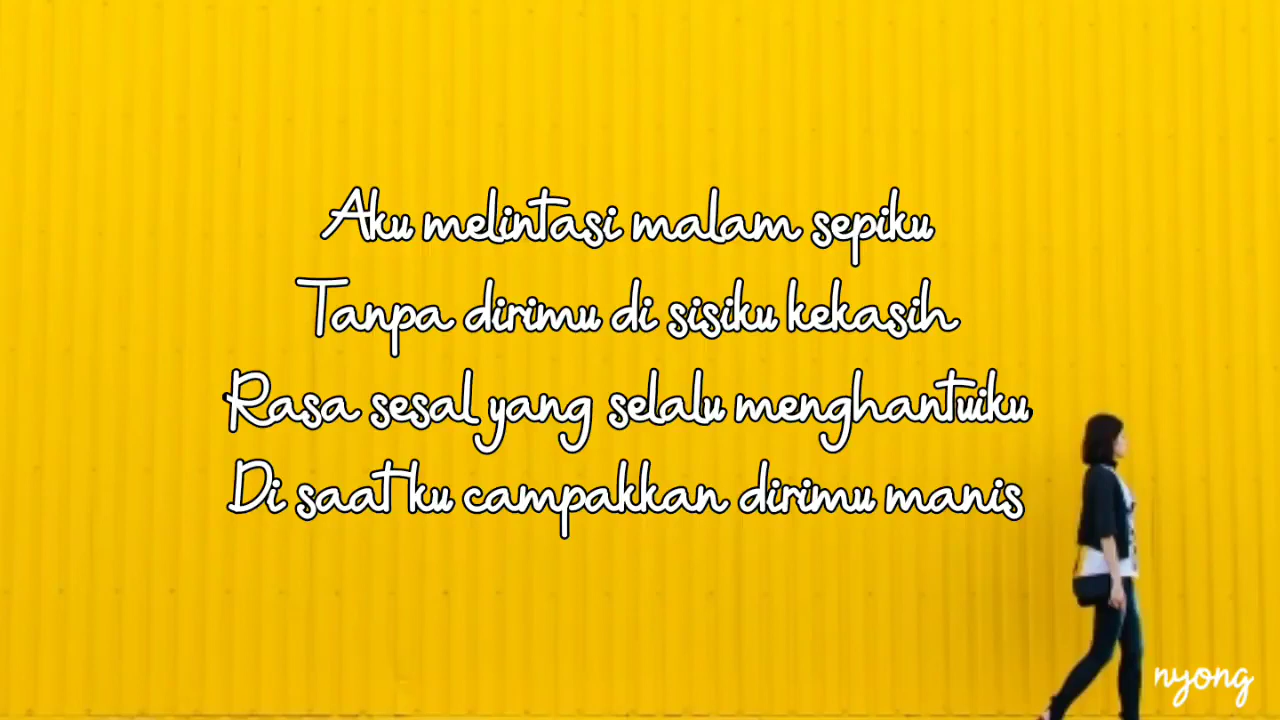 Aku melintasi malam sepiku
Tanpa dirimu di sisiku kekasih
Rasa sesal yang selalu menghantuiku
Di saat ku campakkan dirimu manis
nyong